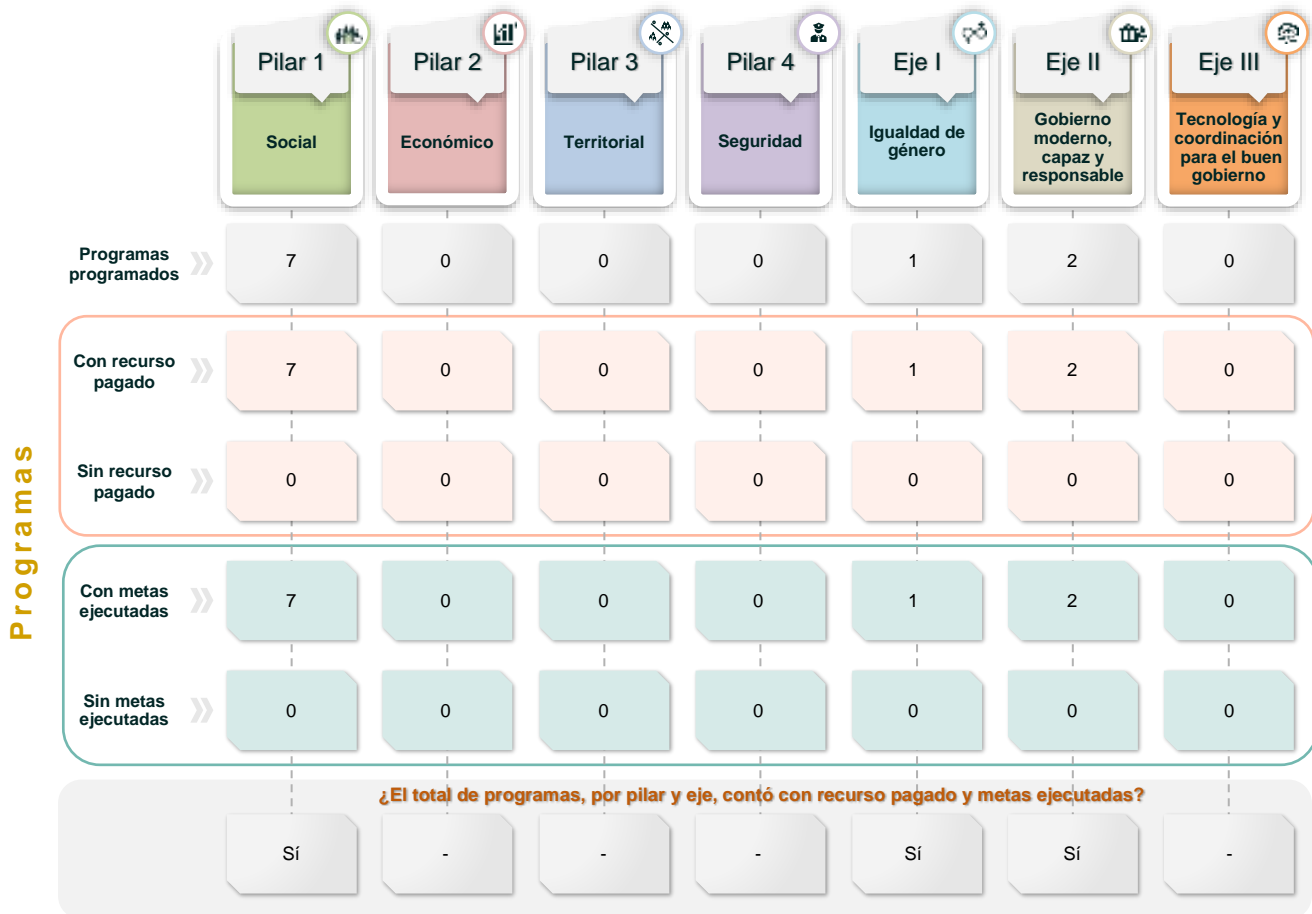 Pilar 1
Pilar 2
Pilar 3
Pilar 4
Eje I
Eje II
Eje III
Social
Económico
Territorial
Seguridad
Igualdad de
género
Gobierno
moderno,
capaz y
responsable
Tecnología y
coordinación
para el buen
gobierno
Programas
Programas
programados
7 0 0 0 1 2 0
Con recurso
pagado
7 0 0 0 1 2 0
Sin recurso
pagado
0 0 0 0 0 0 0
Con metas
ejecutadas
7 0 0 0 1 2 0
Sin metas
ejecutadas
0 0 0 0 0 0 0
¿El total de programas, por pilar y eje, contó con recurso pagado y metas ejecutadas?
Sí - - - Sí Sí -